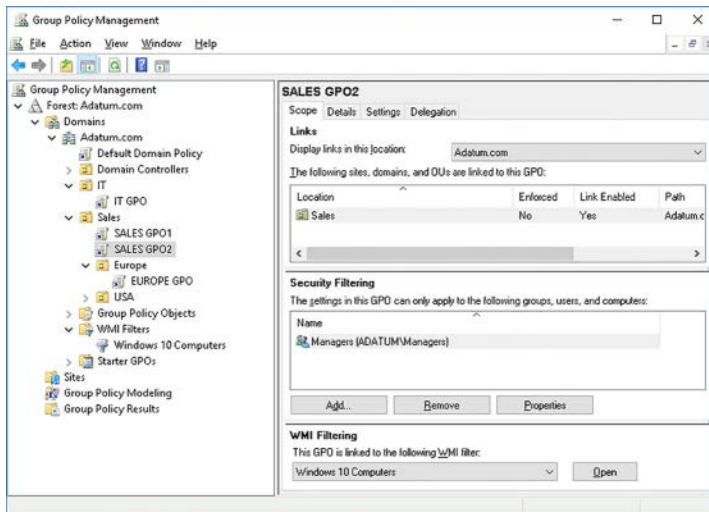 Group Policy Management
File Action View Window Help
Group Policy Management
Forest: Adatum.com
Domains
Adatum.com
Default Domain Policy
Domain Controllers
IT
IT GPO
Sales
SALES GPO1
SALES GPO2
Europe
EUROPE GPO
USA
Group Policy Objects
WMI Filters
Windows 10 Computers
Starter GPOs
Sites
Group Policy Modeling
Group Policy Results
SALES GPO2
Scope Details Settings Delegation
Links
Display links in this location: Adatum.com
The following sites, domains, and OUs are linked to this GPO:
Location Enforced Link Enabled Path
Sales No Yes Adatum.c
Security Filtering
The settings in this GPO can only apply to the following groups, users, and computers:
Name
Managers (ADATUM\Managers)
Add... Remove Properties
WMI Filtering
This GPO is linked to the following WMI filter:
Windows 10 Computers Open